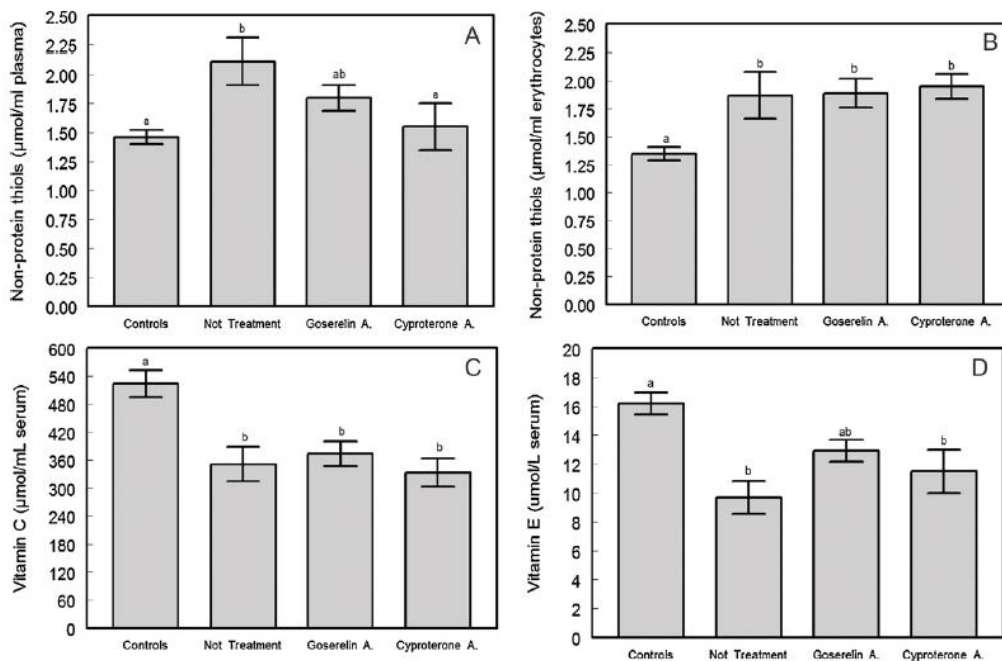 A
Non-protein thiols (μmol/ml plasma)
2.50
2.25
2.00
1.75
1.50
1.25
1.00
0.75
0.50
0.25
0.00
a
b
ab
a
Controls
Not Treatment
Goserelin A.
Cyproterone A.
B
Non-protein thiols (μmol/ml erythrocytes)
2.50
2.25
2.00
1.75
1.50
1.25
1.00
0.75
0.50
0.25
0.00
a
b
b
b
Controls
Not Treatment
Goserelin A.
Cyproterone A.
C
Vitamin C (μmol/mL serum)
600
540
480
420
360
300
240
180
120
60
0
a
b
b
b
Controls
Not Treatment
Goserelin A.
Cyproterone A.
D
Vitamin E (umol/L serum)
20
18
16
14
12
10
8
6
4
2
0
a
b
ab
b
Controls
Not Treatment
Goserelin A.
Cyproterone A.